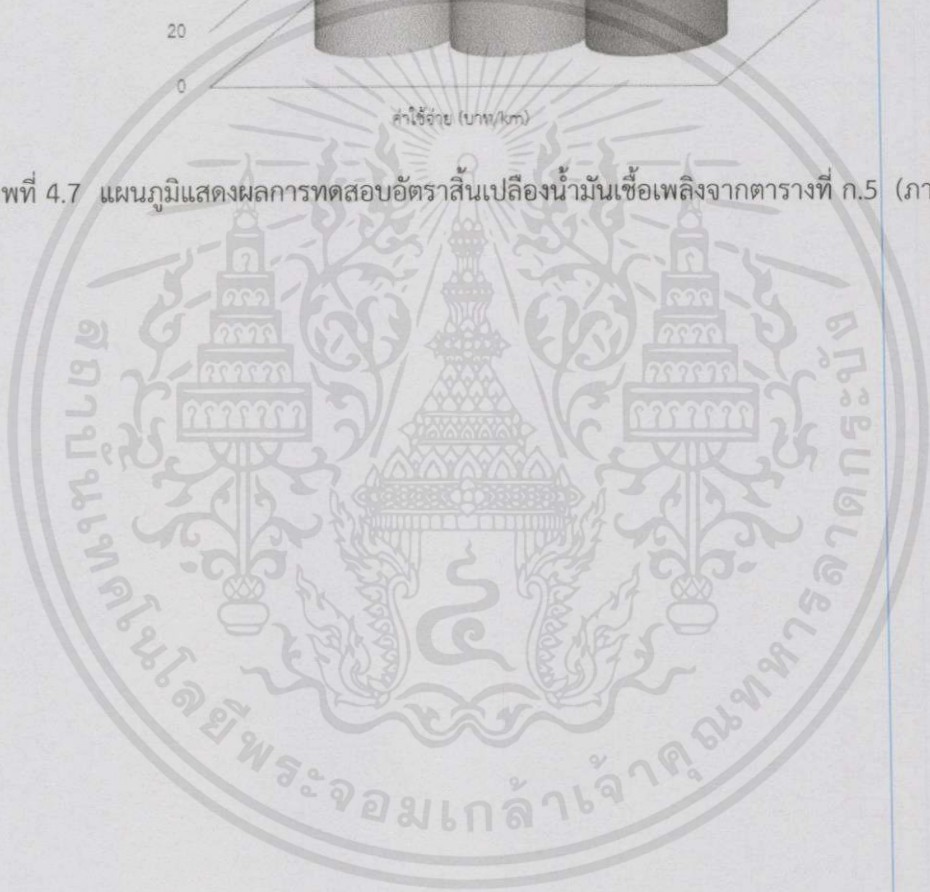 20
0
ค่าใช้จ่าย (บาท/km)
พที่ 4.7 แผนภูมิแสดงผลการทดสอบอัตราสิ้นเปลืองน้ำมันเชื้อเพลิงจากตารางที่ ก.5 (ภา
สถาบันเทคโนโลยีพระจอมเกล้าเจ้าคุณทหารลาดกระบัง
๔